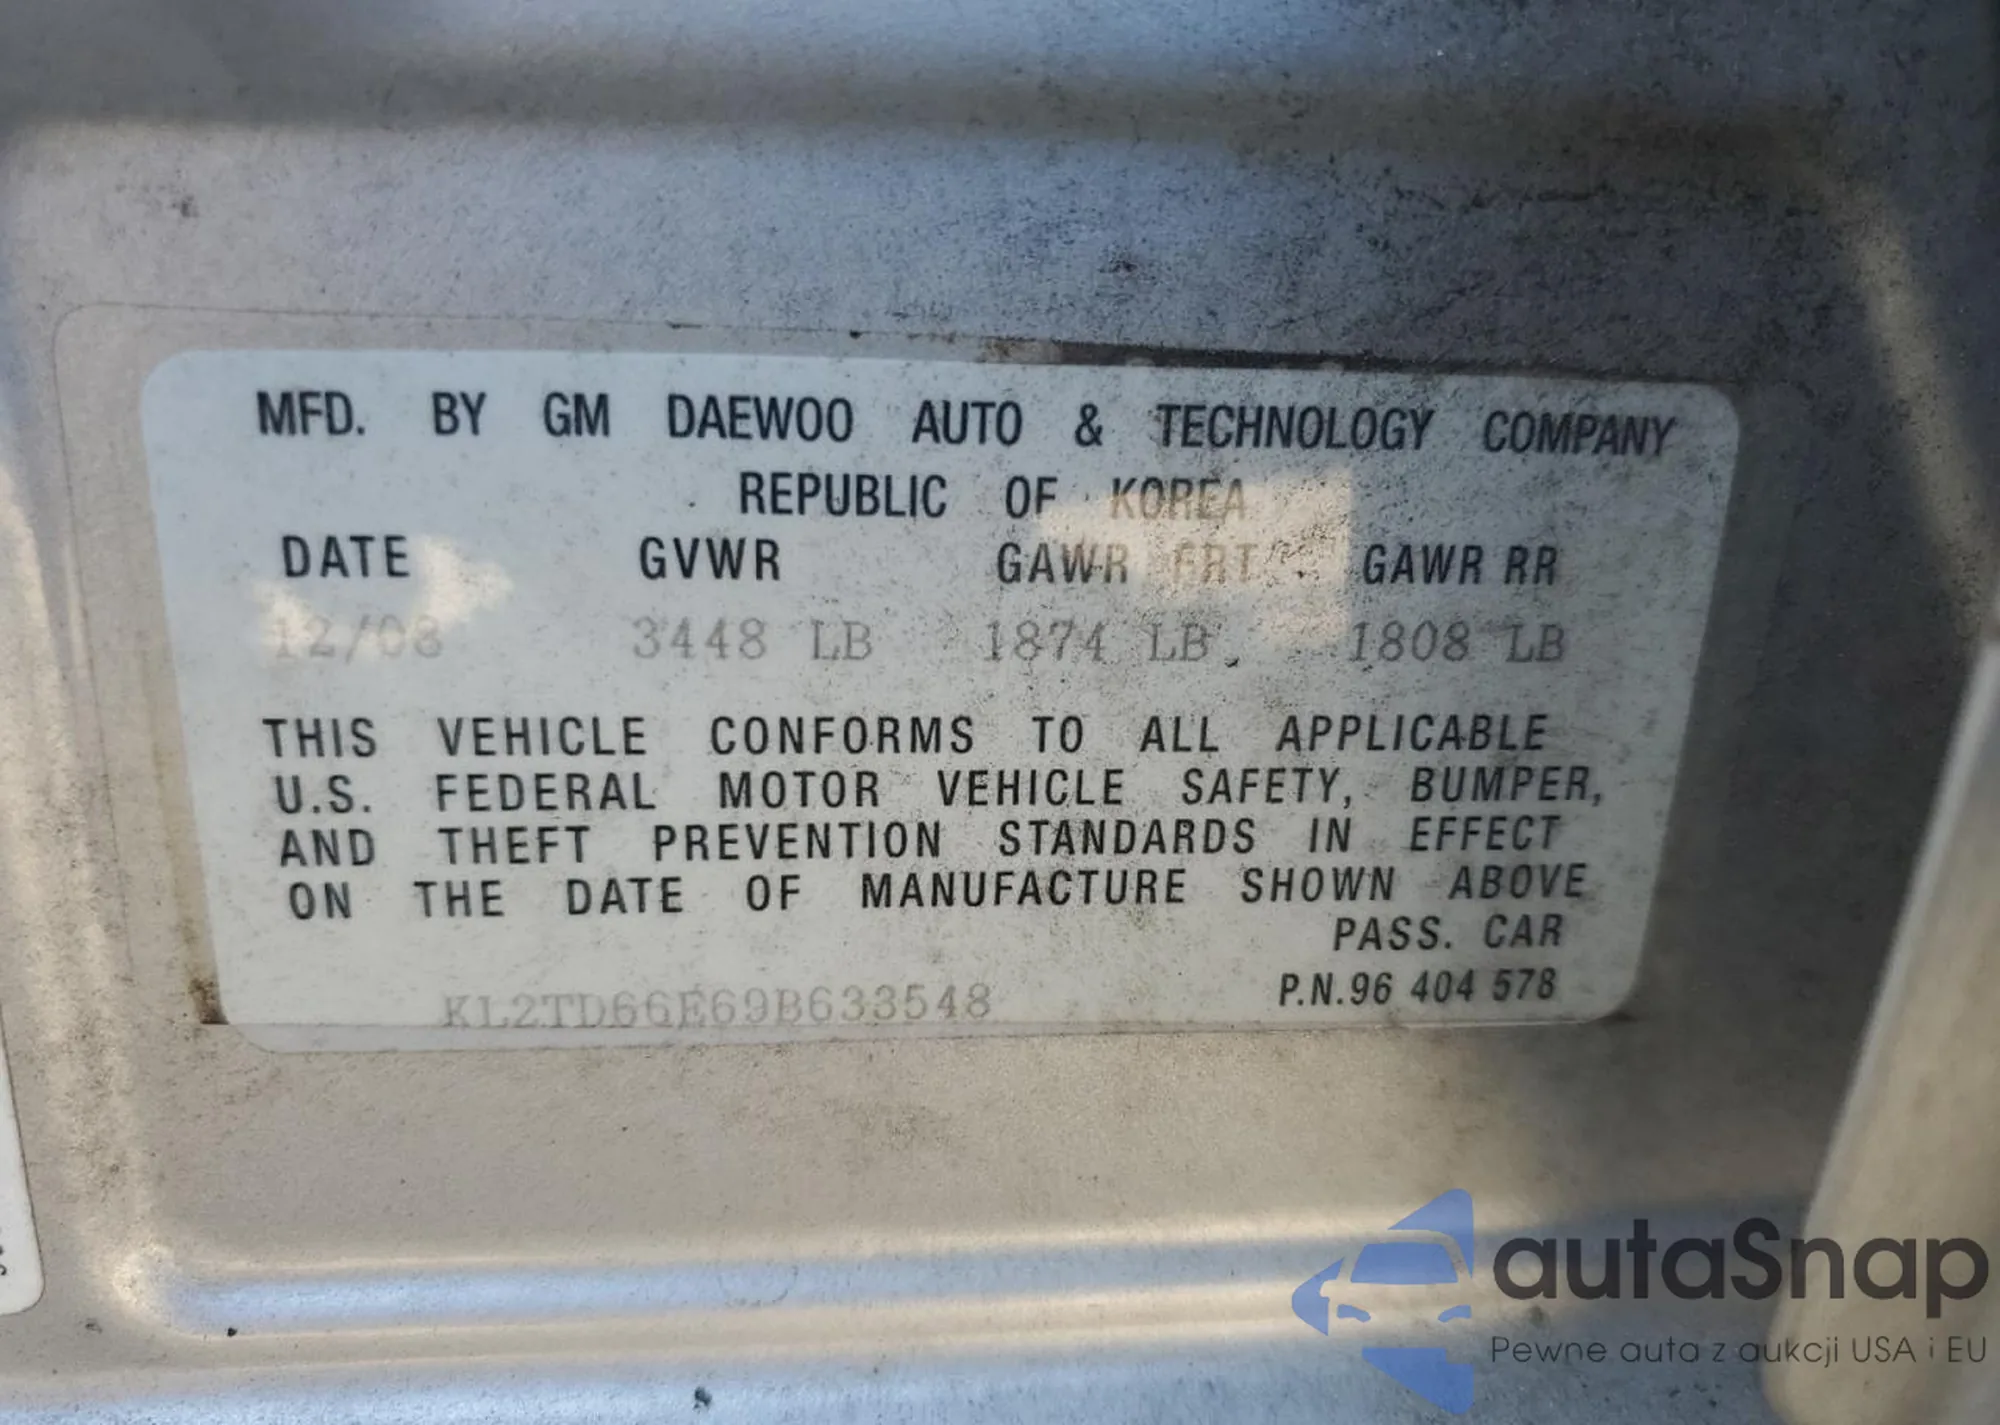 MFD. BY GM DAEWOO AUTO & TECHNOLOGY COMPANY
REPUBLIC OF KOREA
DATE GVWR GAWR FRT GAWR RR
12/08 3448 LB 1874 LB 1808 LB
THIS VEHICLE CONFORMS TO ALL APPLICABLE
U.S. FEDERAL MOTOR VEHICLE SAFETY, BUMPER,
AND THEFT PREVENTION STANDARDS IN EFFECT
ON THE DATE OF MANUFACTURE SHOWN ABOVE
PASS. CAR
KL2TD66E69B633548 P.N.96 404 578
autaSnap
Pewne auta z aukcji USA i EU